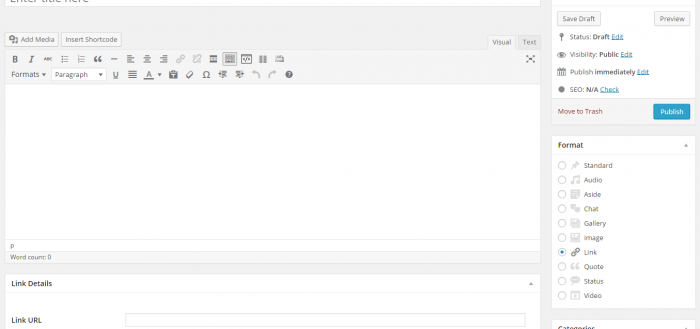 Enter title here
Add Media Insert Shortcode
Visual Text
B I ABC
Formats Paragraph U A
p
Word count: 0
Link Details
Link URL
Save Draft Preview
Status: Draft Edit
Visibility: Public Edit
Publish immediately Edit
SEO: N/A Check
Move to Trash Publish
Format
Standard
Audio
Aside
Chat
Gallery
Image
Link
Quote
Status
Video
Categories